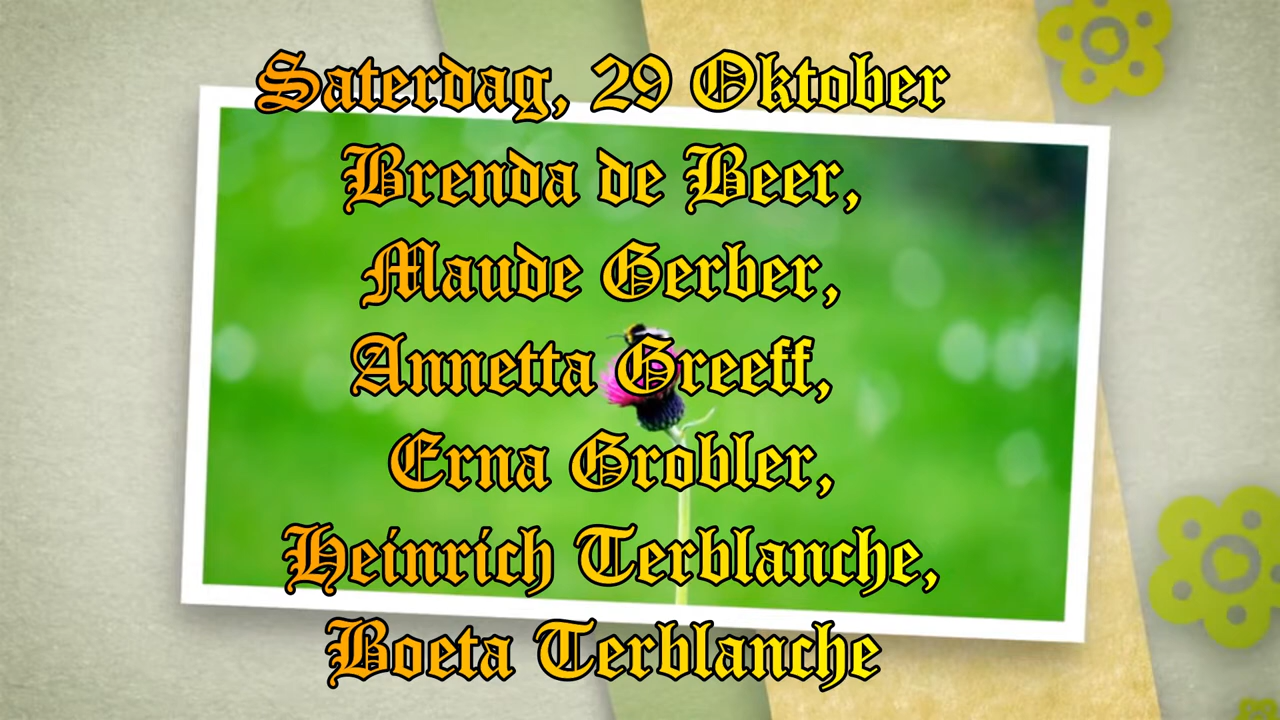 Saterdag, 29 Oktober
Brenda de Beer,
Maude Gerber,
Annetta Greeff,
Erna Grobler,
Heinrich Terblanche,
Boeta Terblanche